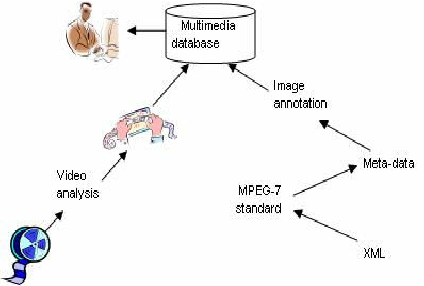 Multimedia
database
Image
annotation
Meta-data
Video
analysis
MPEG-7
standard
XML